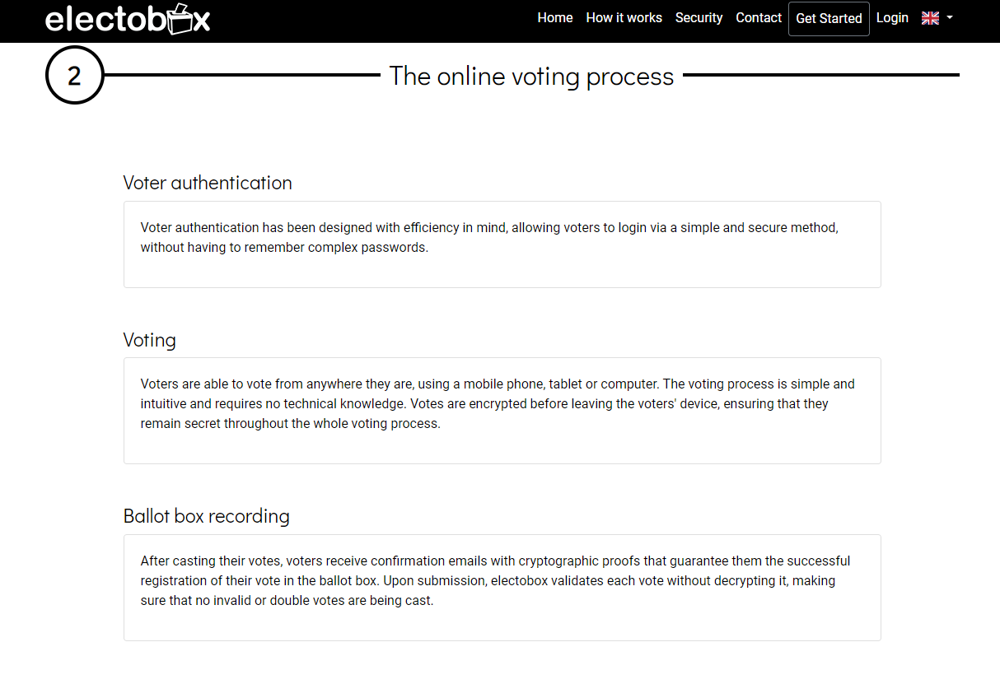 electobox
Home How it works Security Contact Get Started Login
2
The online voting process
Voter authentication
Voter authentication has been designed with efficiency in mind, allowing voters to login via a simple and secure method,
without having to remember complex passwords.
Voting
Voters are able to vote from anywhere they are, using a mobile phone, tablet or computer. The voting process is simple and
intuitive and requires no technical knowledge. Votes are encrypted before leaving the voters' device, ensuring that they
remain secret throughout the whole voting process.
Ballot box recording
After casting their votes, voters receive confirmation emails with cryptographic proofs that guarantee them the successful
registration of their vote in the ballot box. Upon submission, electobox validates each vote without decrypting it, making
sure that no invalid or double votes are being cast.